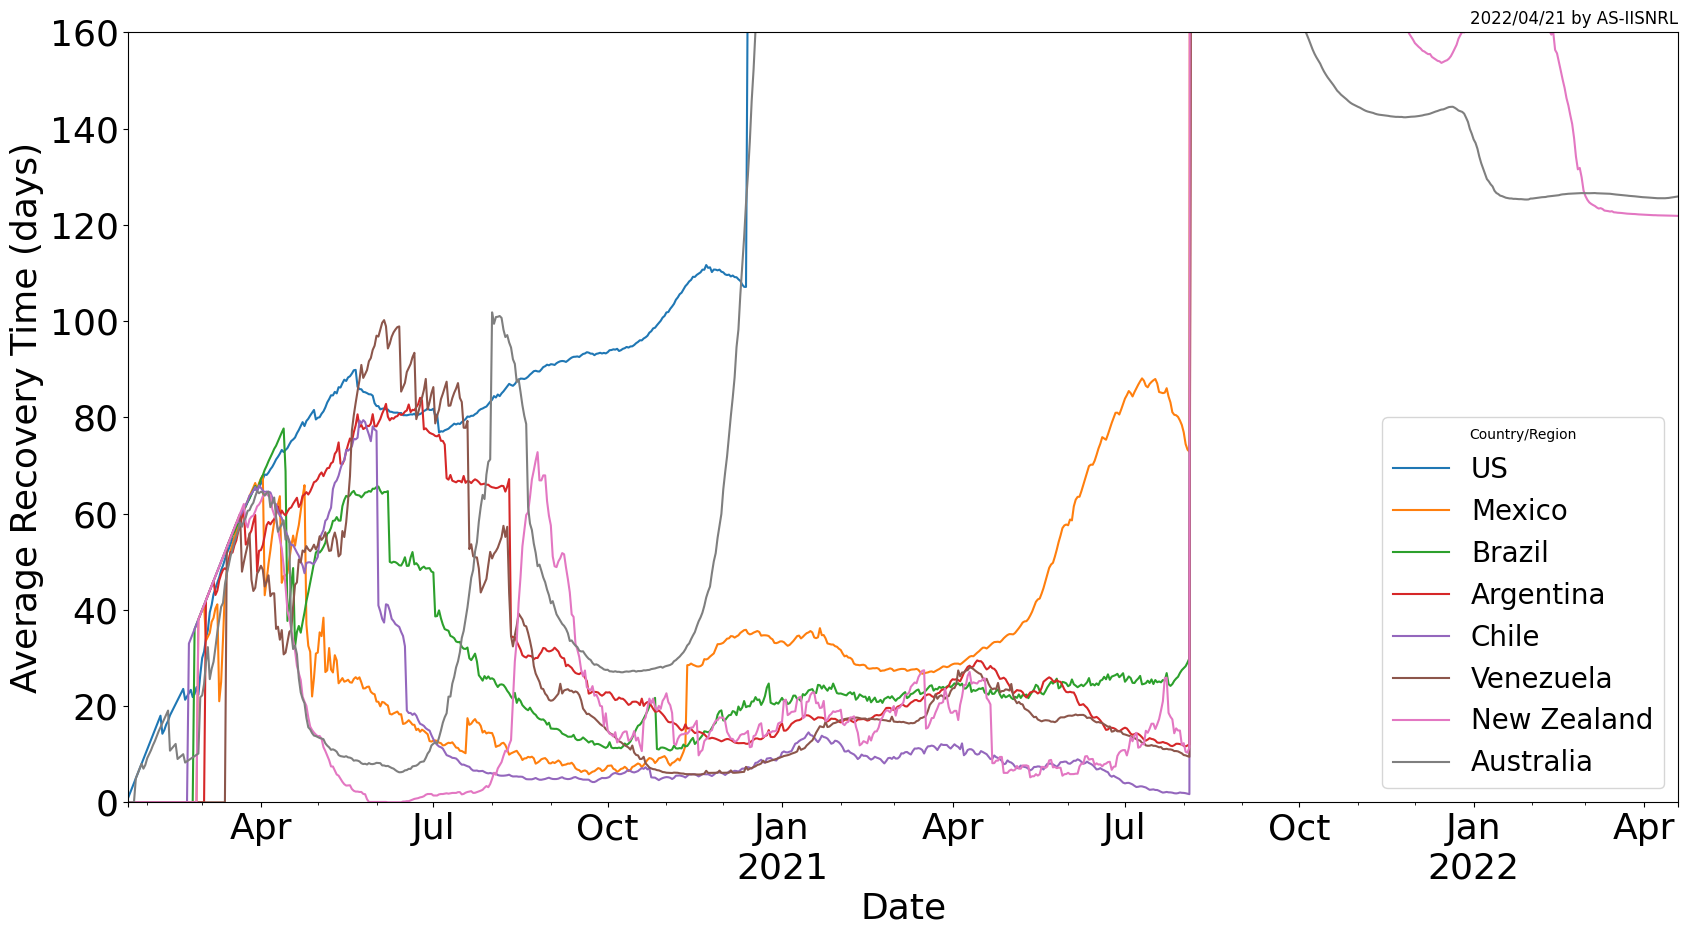 2022/04/21 by AS-IISNRL
160
140
120
100
80
60
40
20
0
Average Recovery Time (days)
Country/Region
US
Mexico
Brazil
Argentina
Chile
Venezuela
New Zealand
Australia
Apr Jul Oct Jan Apr Jul Oct Jan Apr
2021 2022
Date